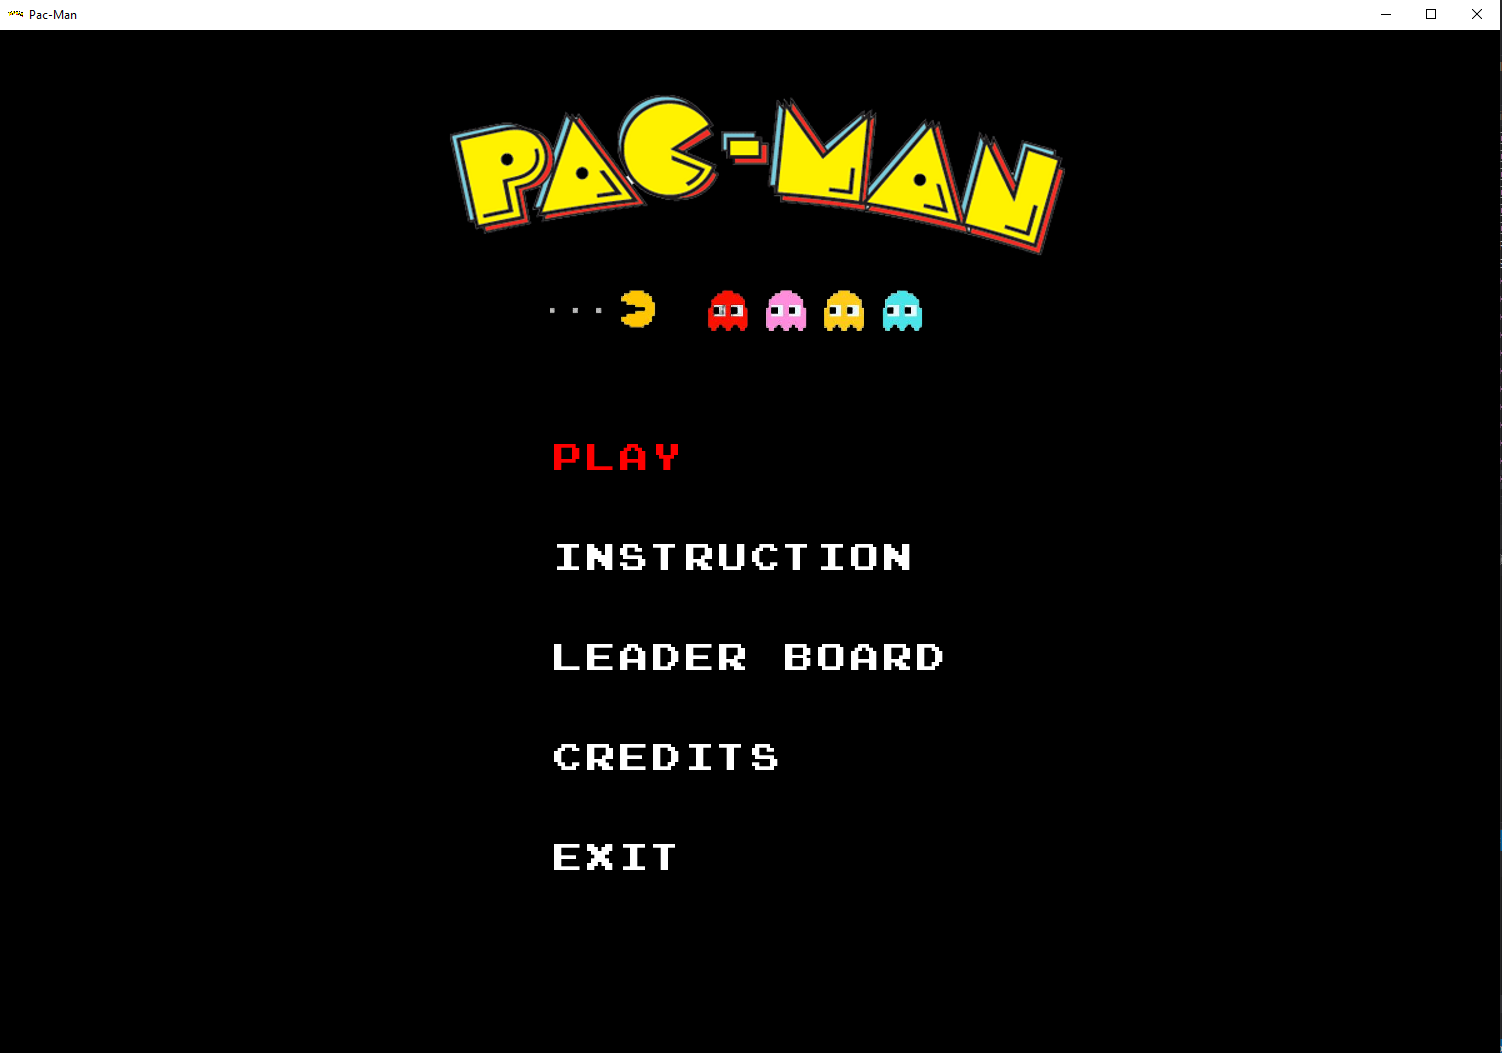 Pac-Man
PAC-MAN
PLAY
INSTRUCTION
LEADER BOARD
CREDITS
EXIT